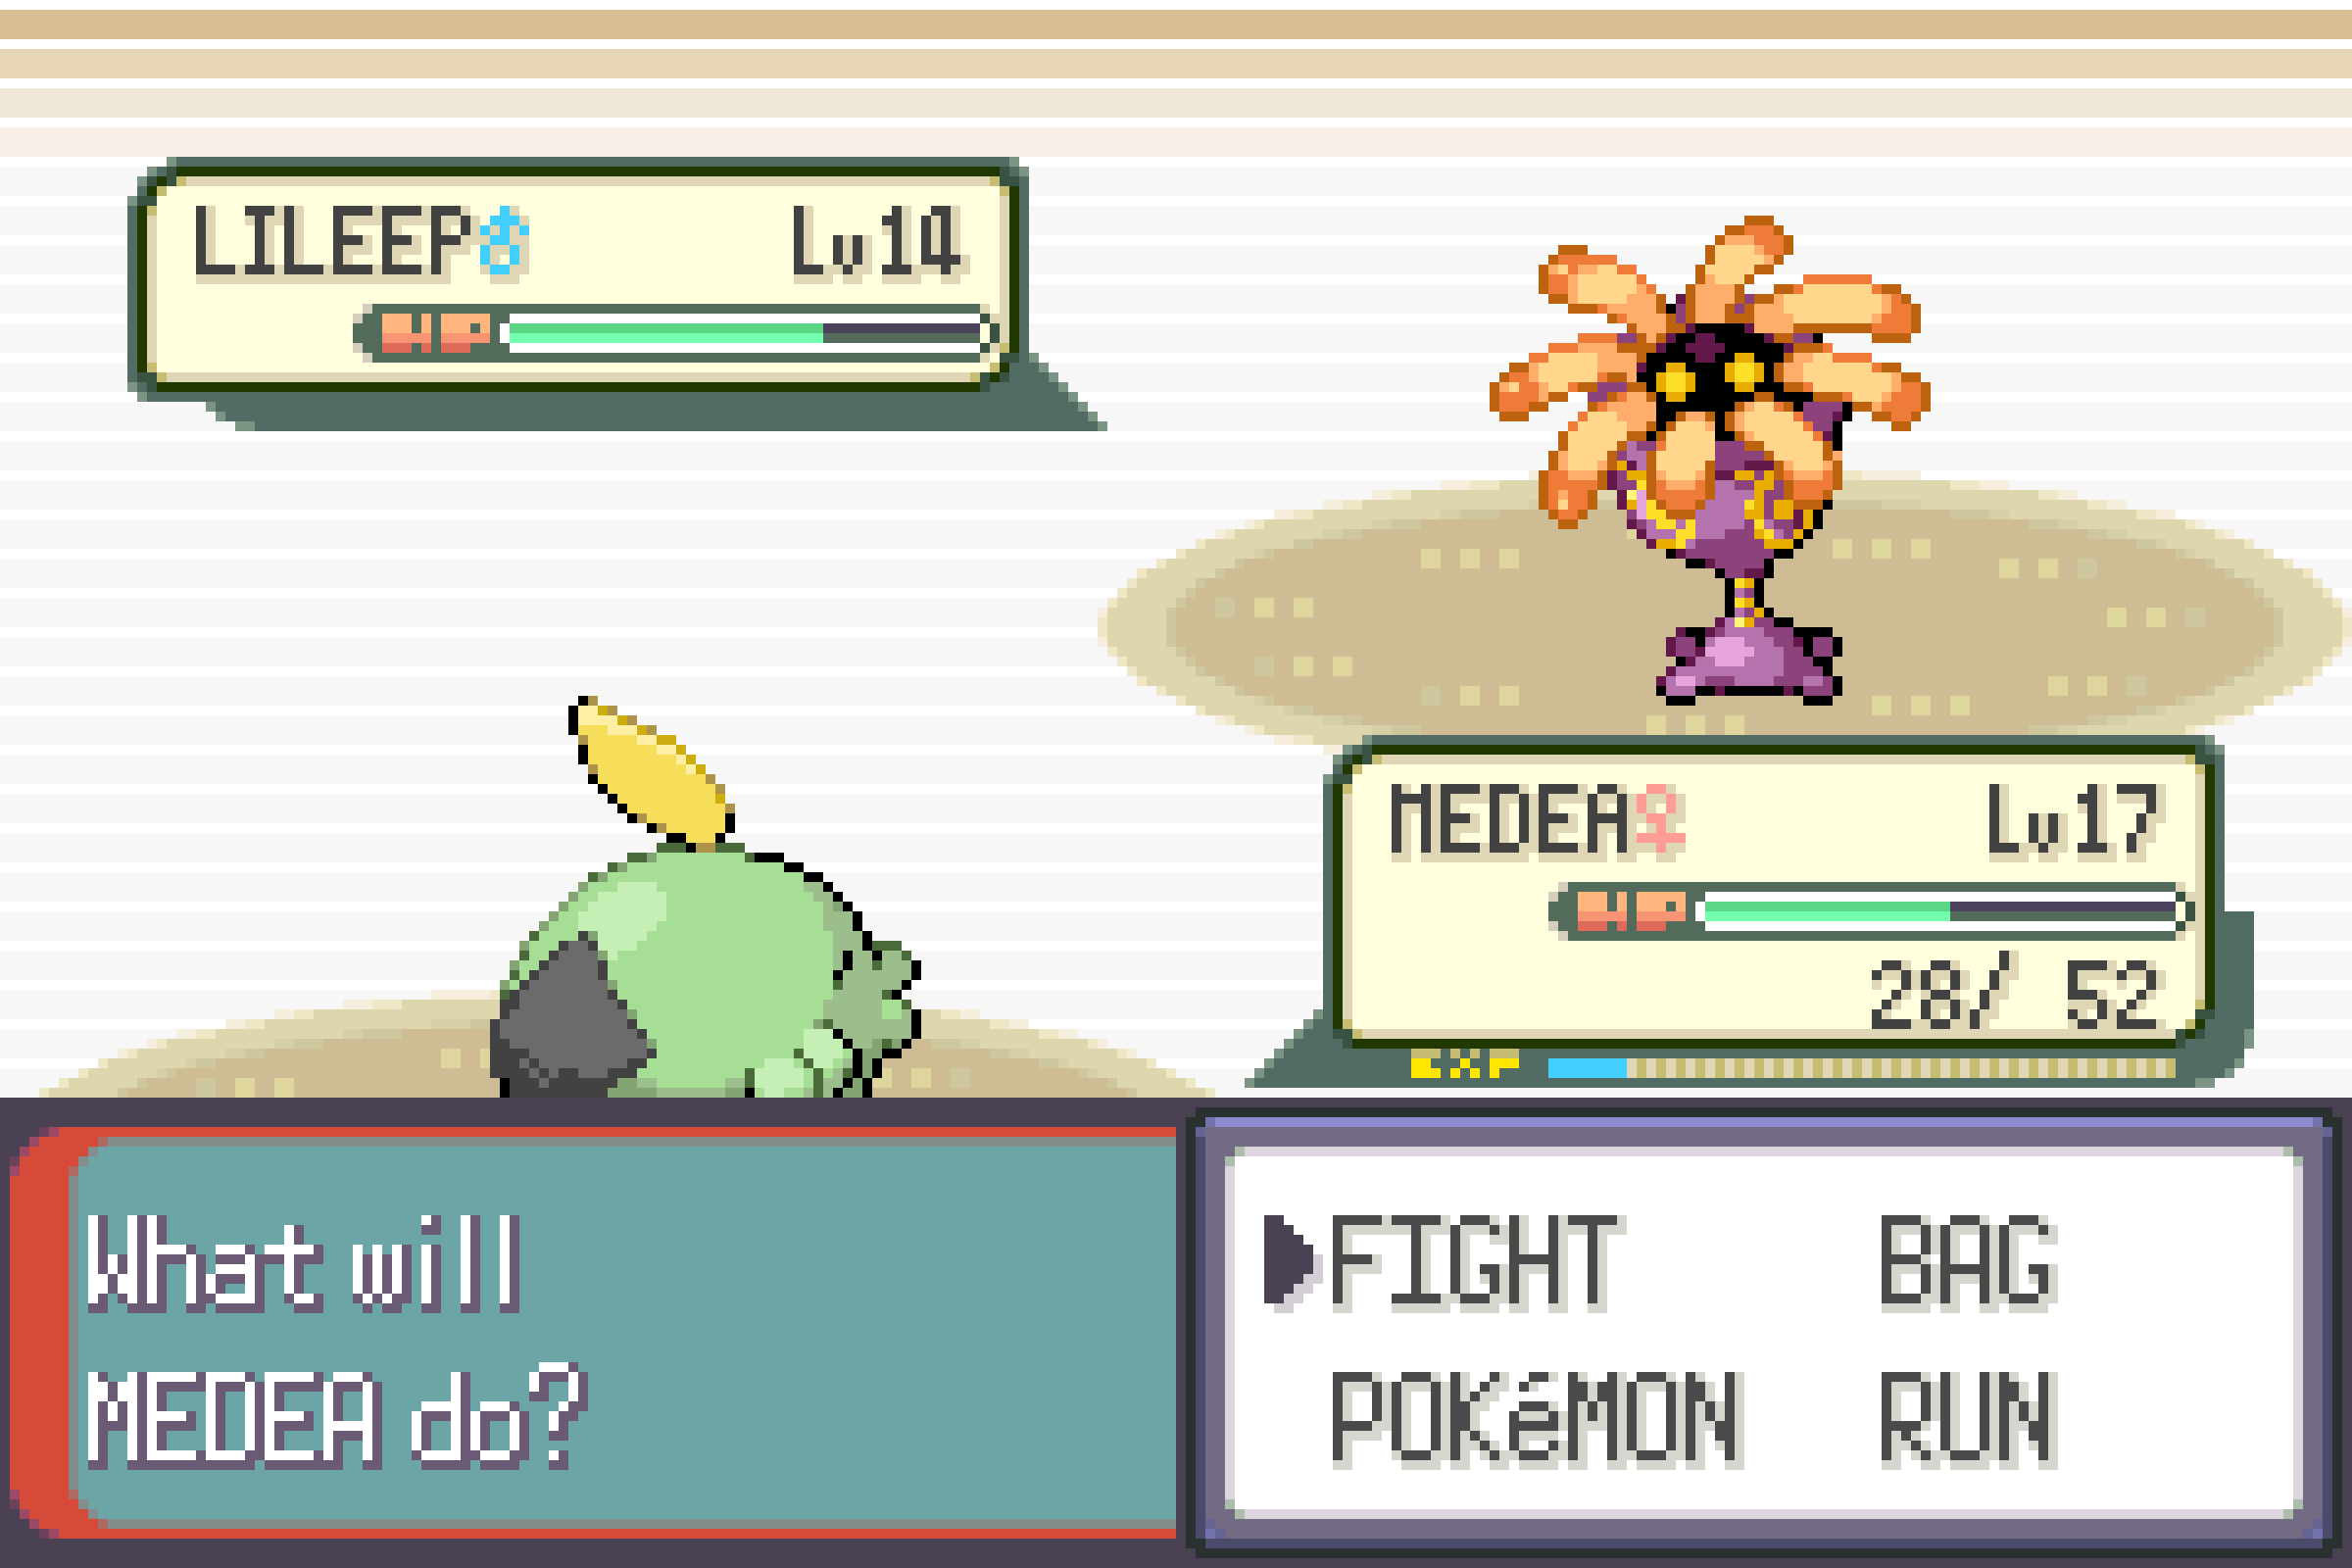 LILEEP♂ Lv14
HP
MEDEA♀ Lv17
HP
28/ 52
EXP
What will
MEDEA do?
▶FIGHT BAG
POKéMON RUN